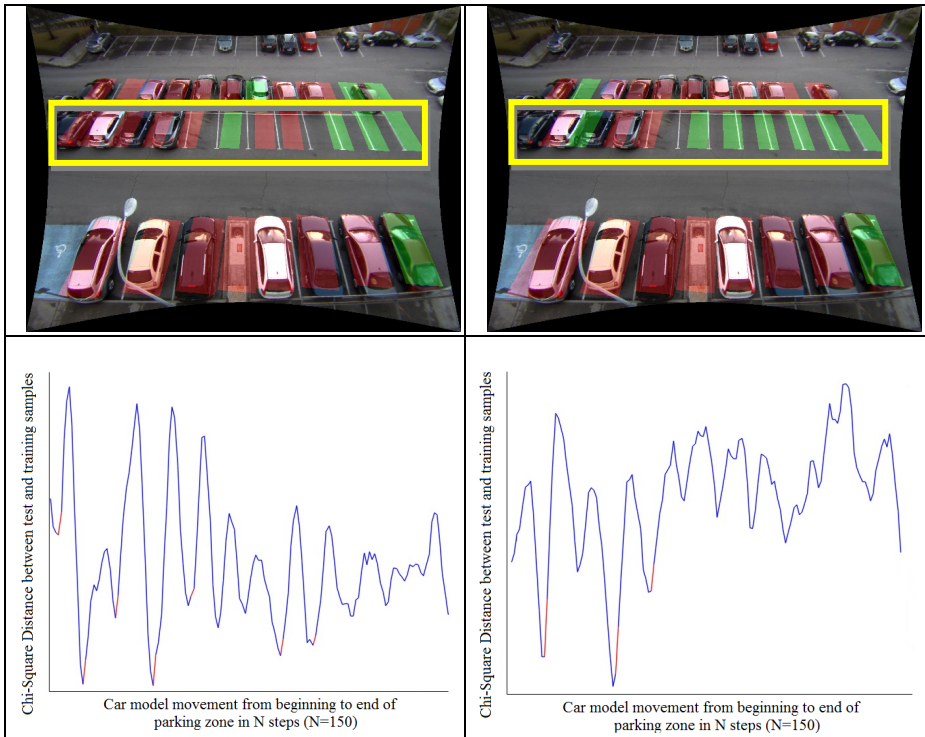 Chi-Square Distance between test and training samples
Car model movement from beginning to end of
parking zone in N steps (N=150)
Chi-Square Distance between test and training samples
Car model movement from beginning to end of
parking zone in N steps (N=150)